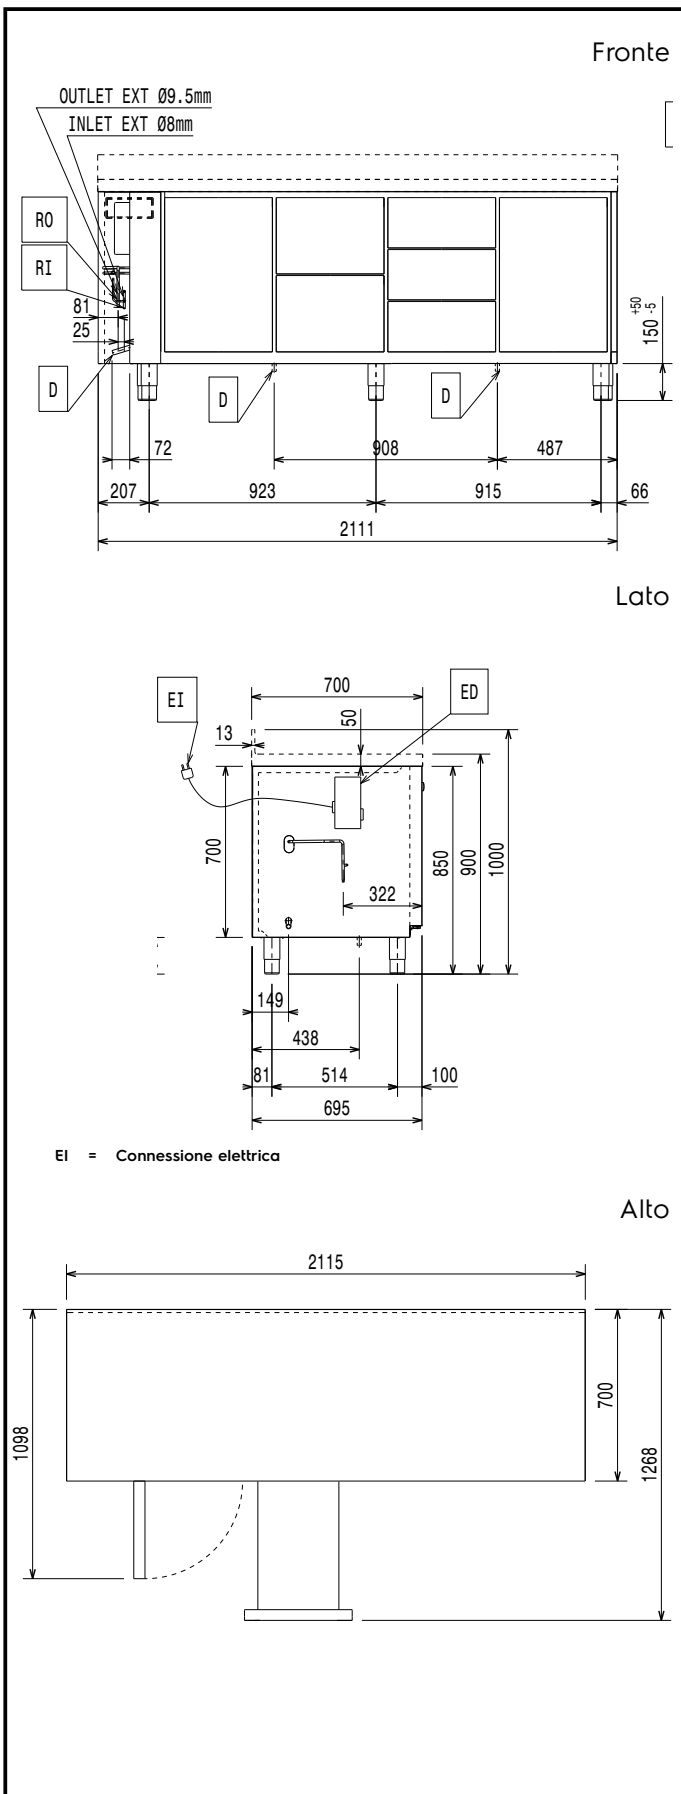 Fronte
OUTLET EXT Ø9.5mm
INLET EXT Ø8mm
RO
RI
81
25
D
D
D
+50
150 -5
72
908
487
207
923
915
66
2111
Lato
EI
700
ED
50
13
700
850
900
1000
322
149
438
81
514
100
695
EI = Connessione elettrica
Alto
2115
1098
700
1268